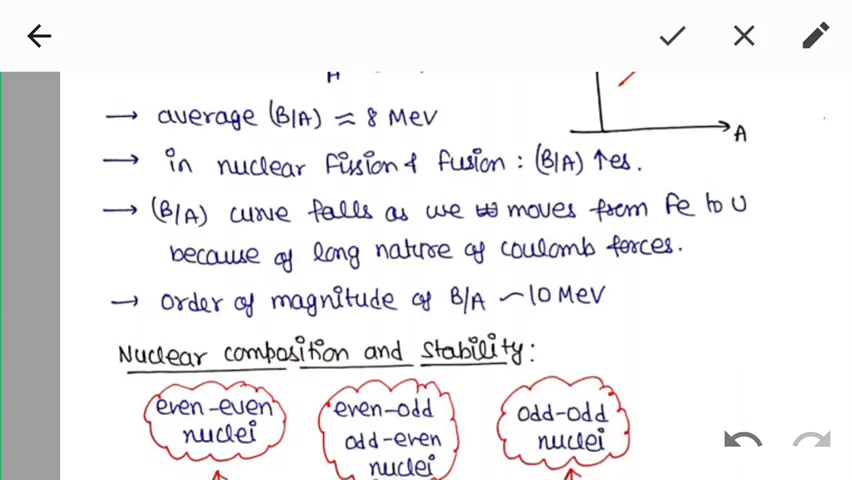 A
→ average (B/A) ≈ 8 MeV
A
→ in nuclear fission & fusion : (B/A) ↑es.
→ (B/A) curve falls as we moves from Fe to U
because of long nature of coulomb forces.
→ order of magnitude of B/A ~10 MeV
Nuclear composition and stability:
even-even
nuclei
even-odd
odd-even
nuclei
odd-odd
nuclei